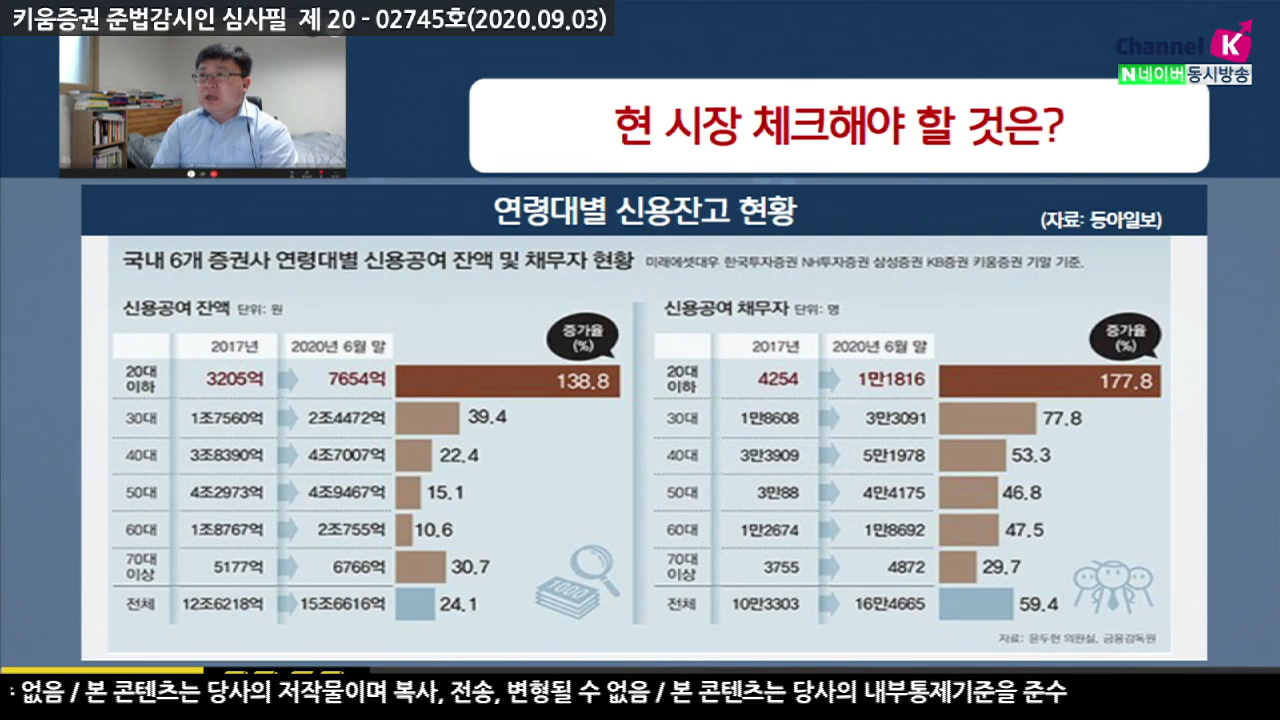 키움증권 준법감시인 심사필 제 20 - 02745호(2020.09.03)
Channel K
N 네이버 동시방송
현 시장 체크해야 할 것은?
연령대별 신용잔고 현황
(자료: 동아일보)
국내 6개 증권사 연령대별 신용공여 잔액 및 채무자 현황 미래에셋대우 한국투자증권 NH투자증권 삼성증권 KB증권 키움증권 기말 기준.
신용공여 잔액 단위: 원
증가율 (%)
2017년 2020년 6월 말
20대 이하 3205억 7654억 138.8
30대 1조7560억 2조4472억 39.4
40대 3조8390억 4조7007억 22.4
50대 4조2973억 4조9467억 15.1
60대 1조8767억 2조755억 10.6
70대 이상 5177억 6766억 30.7
전체 12조6218억 15조6616억 24.1
신용공여 채무자 단위: 명
증가율 (%)
2017년 2020년 6월 말
20대 이하 4254 1만1816 177.8
30대 1만8608 3만3091 77.8
40대 3만3909 5만1978 53.3
50대 3만88 4만4175 46.8
60대 1만2674 1만8692 47.5
70대 이상 3755 4872 29.7
전체 10만3303 16만4665 59.4
1000
자료: 윤두현 의원실, 금융감독원
없음 / 본 콘텐츠는 당사의 저작물이며 복사, 전송, 변형될 수 없음 / 본 콘텐츠는 당사의 내부통제기준을 준수